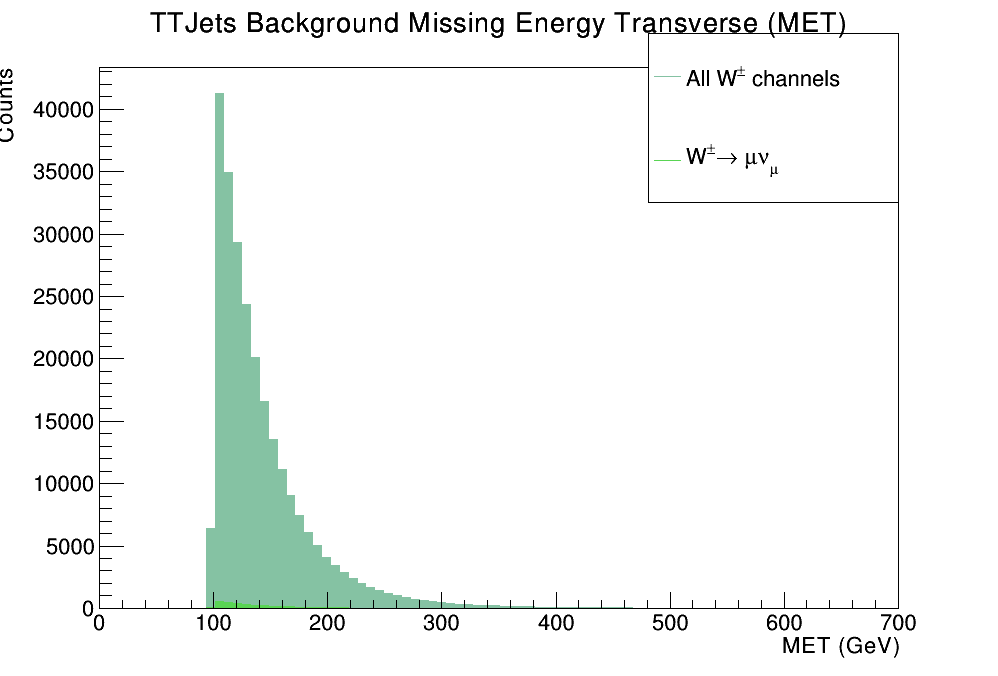 TTJets Background Missing Energy Transverse (MET)
All W± channels
W±→ μνμ
Counts
40000
35000
30000
25000
20000
15000
10000
5000
0
0 100 200 300 400 500 600 700
MET (GeV)